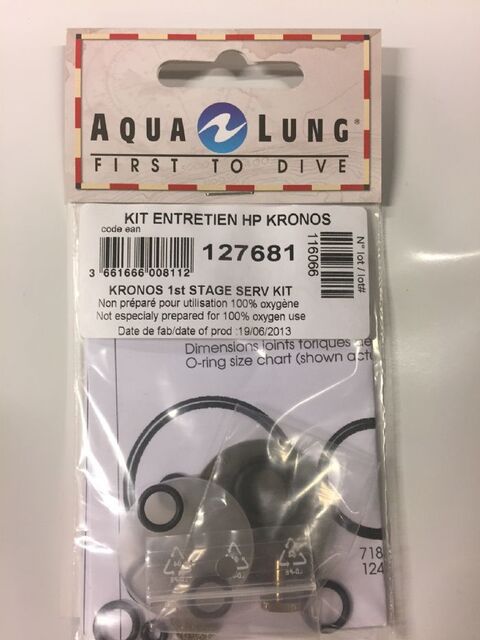 AQUA LUNG®
FIRST TO DIVE
KIT ENTRETIEN HP KRONOS
code ean
127681
3 661666 008112
116066
N° lot / lot#
KRONOS 1st STAGE SERV KIT
Non préparé pour utilisation 100% oxygène
Not especialy prepared for 100% oxygen use
Date de fab/date of prod :19/06/2013
Dimensions joints toriques
O-ring size chart (shown
718
124